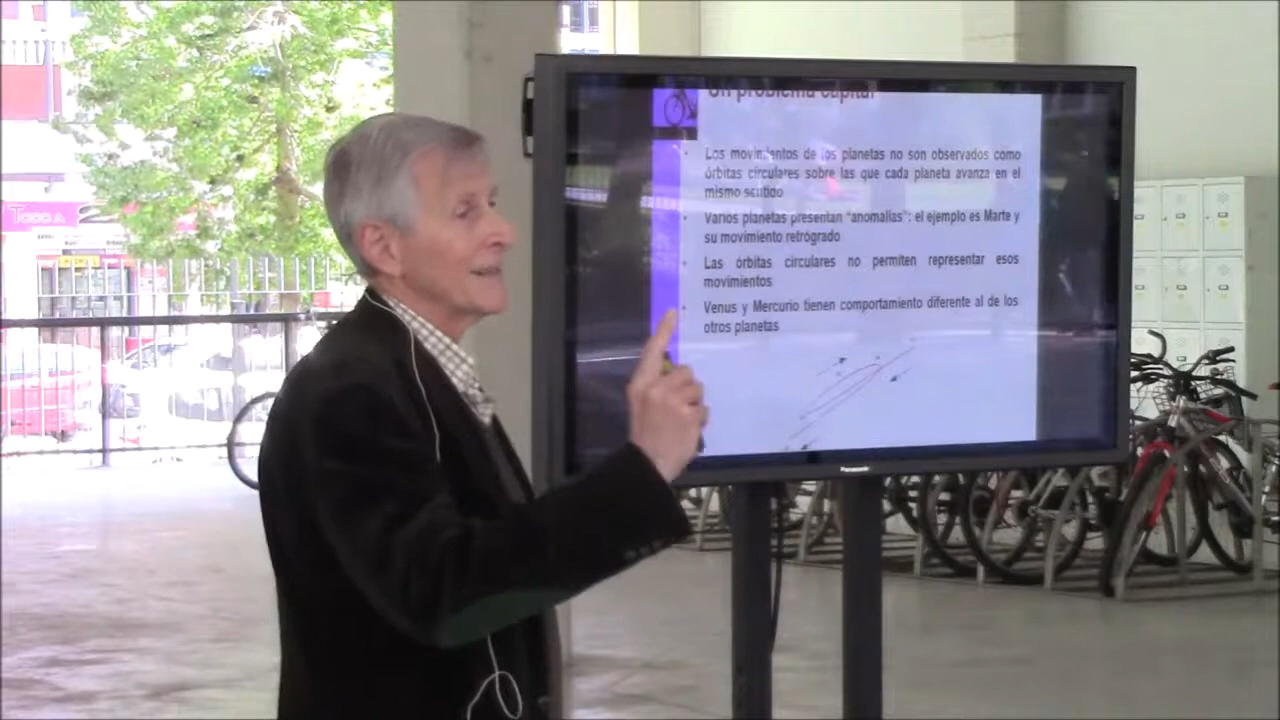 Un problema capital
Los movimientos de los planetas no son observados como
órbitas circulares sobre las que cada planeta avanza en el
mismo sentido
Varios planetas presentan "anomalías": el ejemplo es Marte y
su movimiento retrógrado
Las órbitas circulares no permiten representar esos
movimientos
Venus y Mercurio tienen comportamiento diferente al de los
otros planetas
Panasonic
TODO A